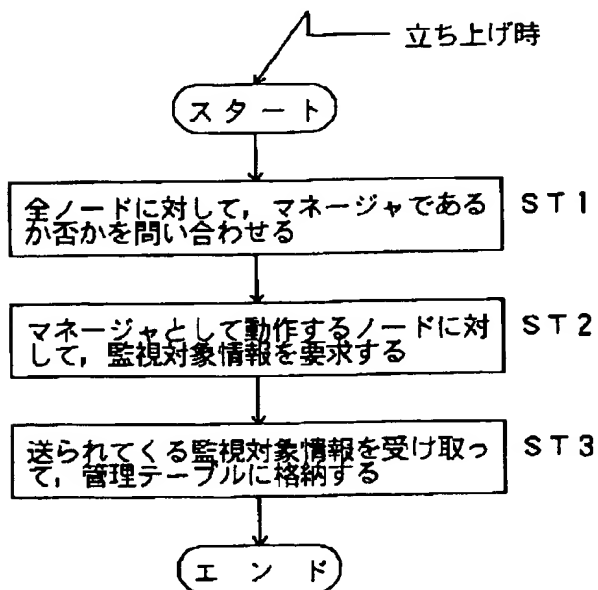 立ち上げ時
スタート
全ノードに対して，マネージャである
か否かを問い合わせる
ST1
マネージャとして動作するノードに対
して，監視対象情報を要求する
ST2
送られてくる監視対象情報を受け取っ
て，管理テーブルに格納する
ST3
エンド